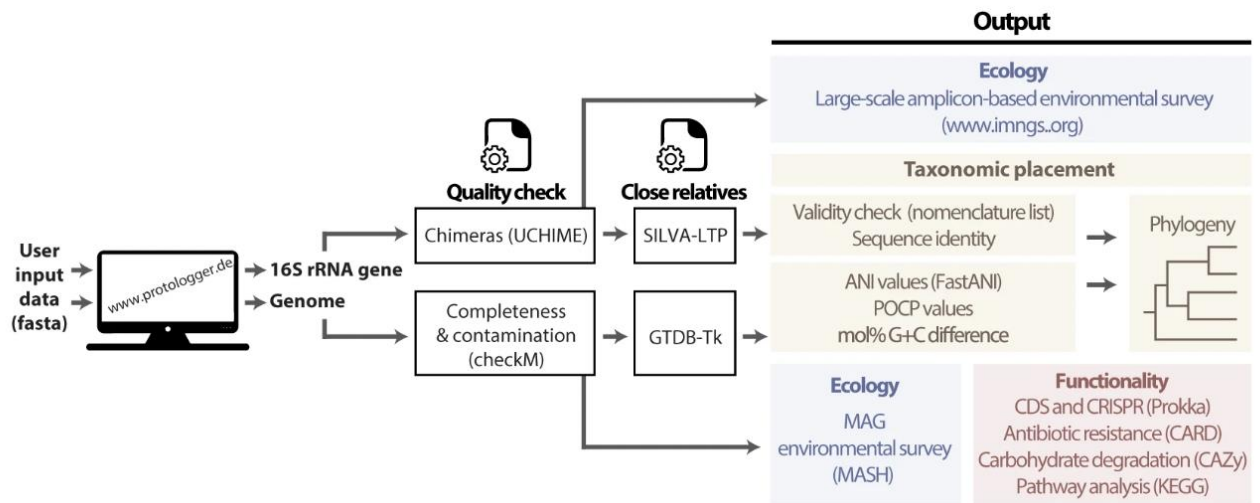 Output
Ecology
Large-scale amplicon-based environmental survey
(www.imngs..org)
Quality check
Close relatives
Taxonomic placement
User
input
data
(fasta)
www.protologger.de
16S rRNA gene
Genome
Chimeras (UCHIME)
SILVA-LTP
Validity check (nomenclature list)
Sequence identity
Phylogeny
Completeness
& contamination
(checkM)
GTDB-Tk
ANI values (FastANI)
POCP values
mol% G+C difference
Ecology
MAG
environmental survey
(MASH)
Functionality
CDS and CRISPR (Prokka)
Antibiotic resistance (CARD)
Carbohydrate degradation (CAZy)
Pathway analysis (KEGG)